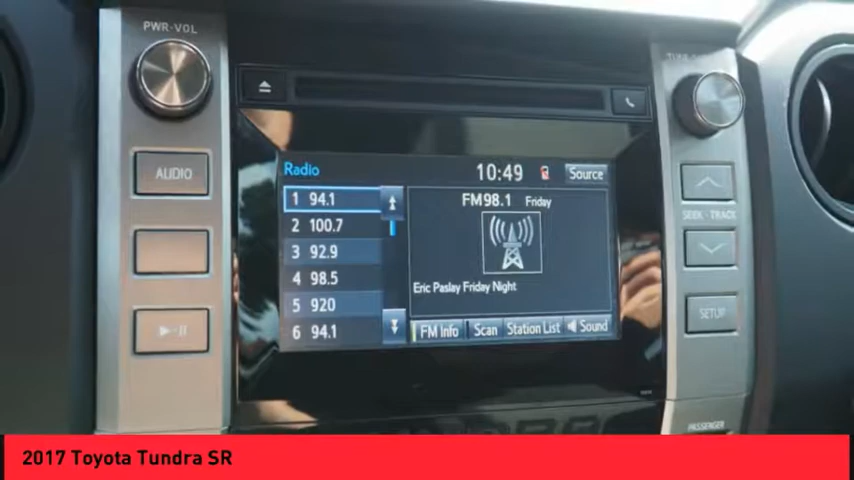 PWR•VOL
AUDIO
Radio
10:49
Source
1 94.1
2 100.7
3 92.9
4 98.5
5 920
6 94.1
FM98.1 Friday
Eric Paslay Friday Night
FM Info
Scan
Station List
Sound
SEEK • TRACK
SETUP
PASSENGER
2017 Toyota Tundra SR